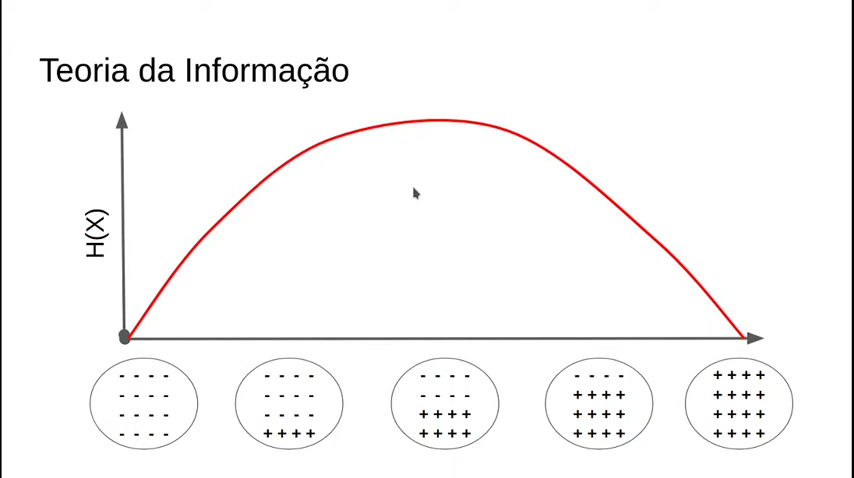 Teoria da Informação
H(X)
- - - -
- - - -
- - - -
- - - -
- - - -
- - - -
- - - -
+ + + +
- - - -
- - - -
+ + + +
+ + + +
- - - -
+ + + +
+ + + +
+ + + +
+ + + +
+ + + +
+ + + +
+ + + +